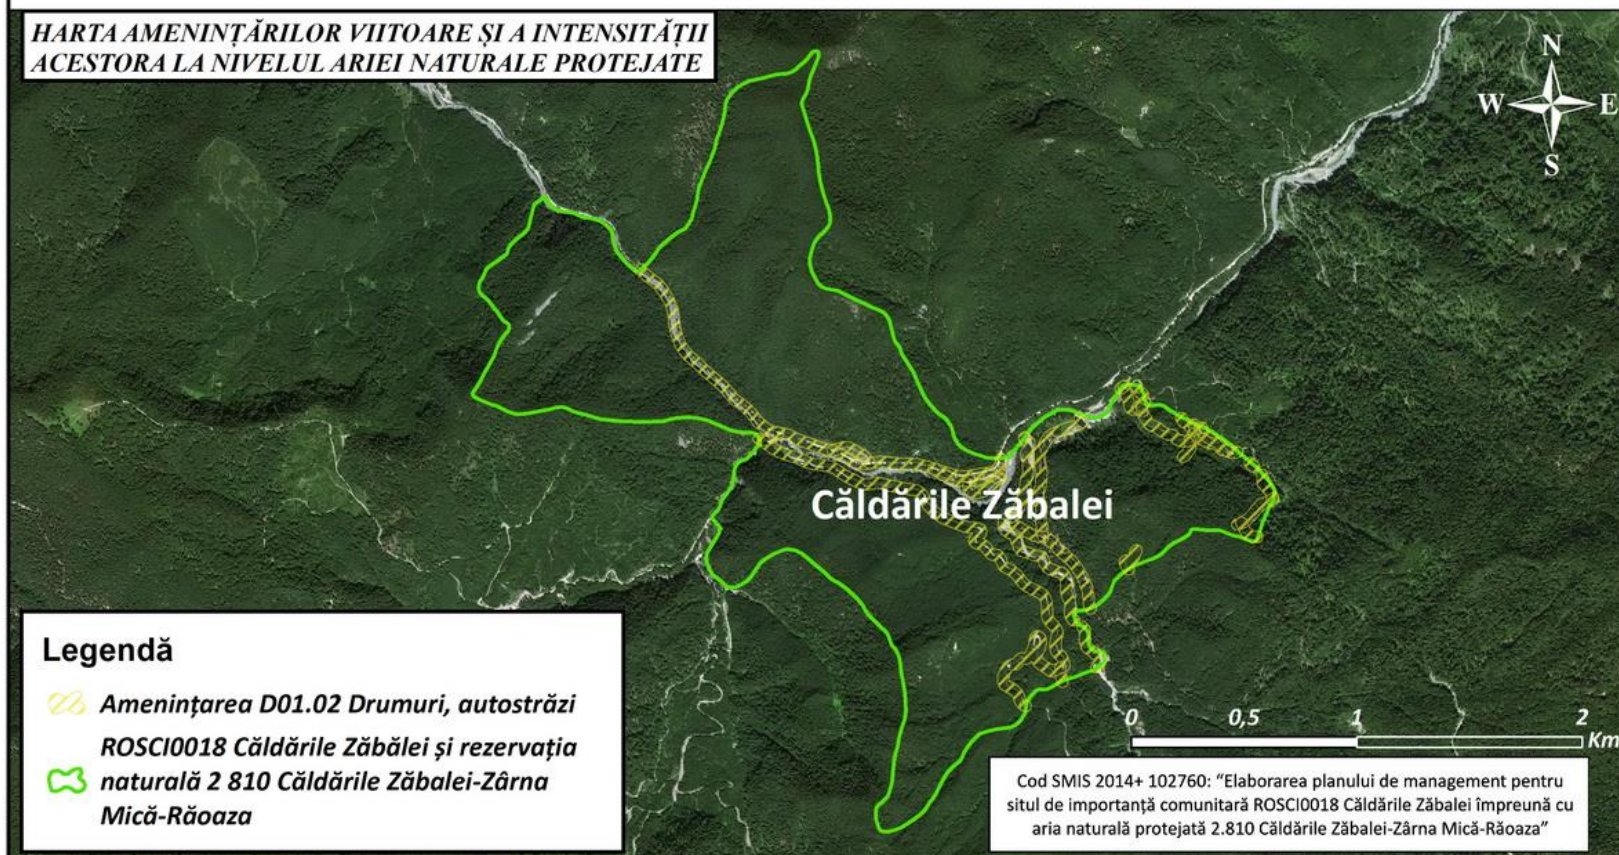 HARTA AMENINȚĂRILOR VIITOARE ȘI A INTENSITĂȚII
ACESTORA LA NIVELUL ARIEI NATURALE PROTEJATE
N
W E
S
Căldările Zăbalei
Legendă
Amenințarea D01.02 Drumuri, autostrăzi
ROSCI0018 Căldările Zăbălei și rezervația
naturală 2 810 Căldările Zăbalei-Zârna
Mică-Răoaza
0 0,5 1 2
Km
Cod SMIS 2014+ 102760: “Elaborarea planului de management pentru
situl de importanță comunitară ROSCI0018 Căldările Zăbalei împreună cu
aria naturală protejată 2.810 Căldările Zăbalei-Zârna Mică-Răoaza”